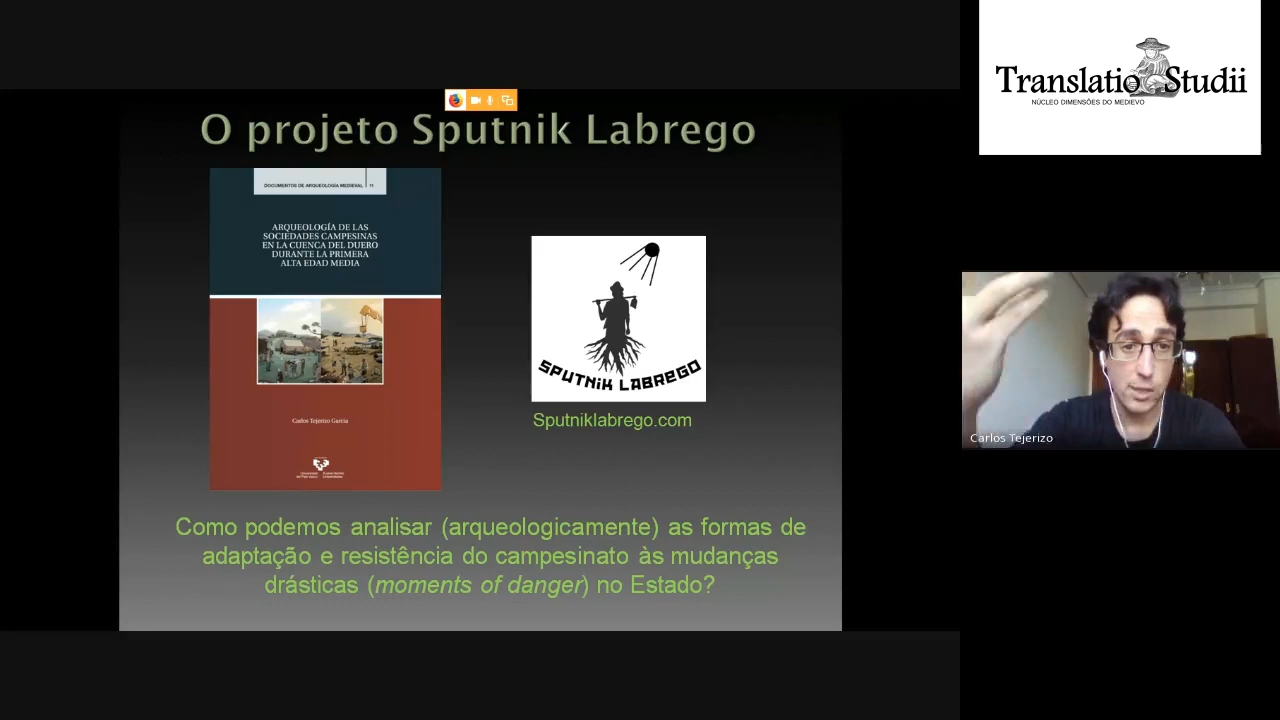 O projeto Sputnik Labrego
DOCUMENTOS DE ARQUEOLOGÍA MEDIEVAL 11
ARQUEOLOGÍA DE LAS
SOCIEDADES CAMPESINAS
EN LA CUENCA DEL DUERO
DURANTE LA PRIMERA
ALTA EDAD MEDIA
Carlos Tejerizo García
SPUTNIK LABREGO
Sputniklabrego.com
Como podemos analisar (arqueologicamente) as formas de
adaptação e resistência do campesinato às mudanças
drásticas (moments of danger) no Estado?
Translatio Studii
NÚCLEO DIMENSÕES DO MEDIEVO
Carlos Tejerizo